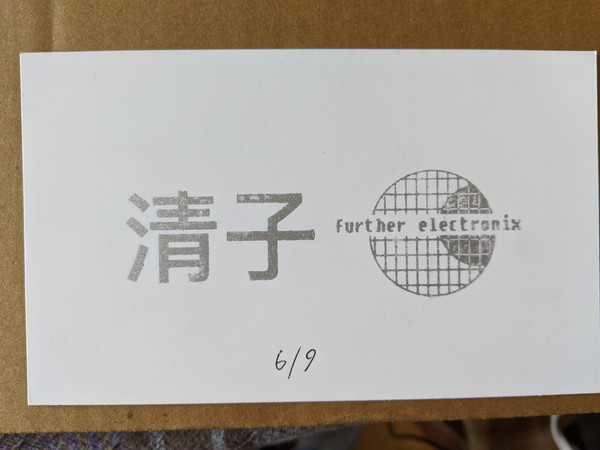 清子
further electronix
6/9